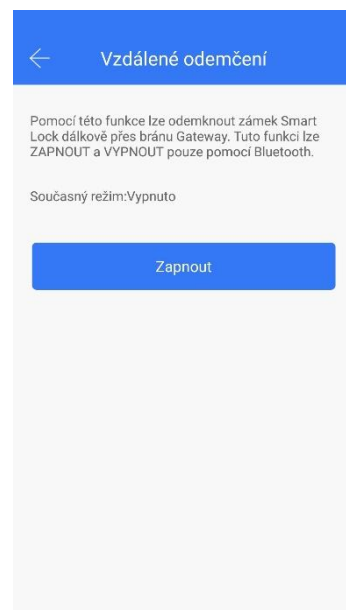 Vzdálené odemčení
Pomocí této funkce lze odemknout zámek Smart
Lock dálkově přes bránu Gateway. Tuto funkci lze
ZAPNOUT a VYPNOUT pouze pomocí Bluetooth.
Současný režim:Vypnuto
Zapnout